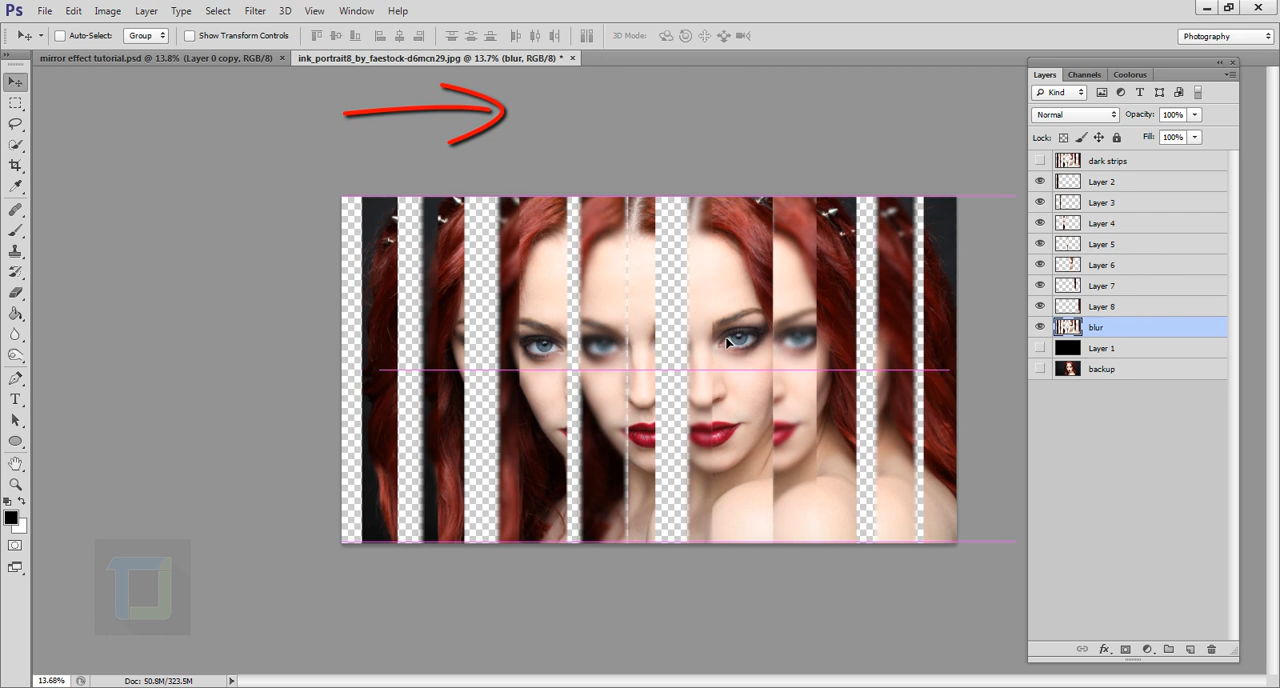 Ps File Edit Image Layer Type Select Filter 3D View Window Help
Auto-Select: Group Show Transform Controls 3D Mode: Photography
mirror effect tutorial.psd @ 13.8% (Layer 0 copy, RGB/8) × ink_portrait8_by_faestock-d6mcn29.jpg @ 13.7% (blur, RGB/8) * ×
Layers Channels Coolorus
Kind
Normal Opacity: 100%
Lock: Fill: 100%
dark strips
Layer 2
Layer 3
Layer 4
Layer 5
Layer 6
Layer 7
Layer 8
blur
Layer 1
backup
TJ
fx
13.68% Doc: 50.8M/323.5M